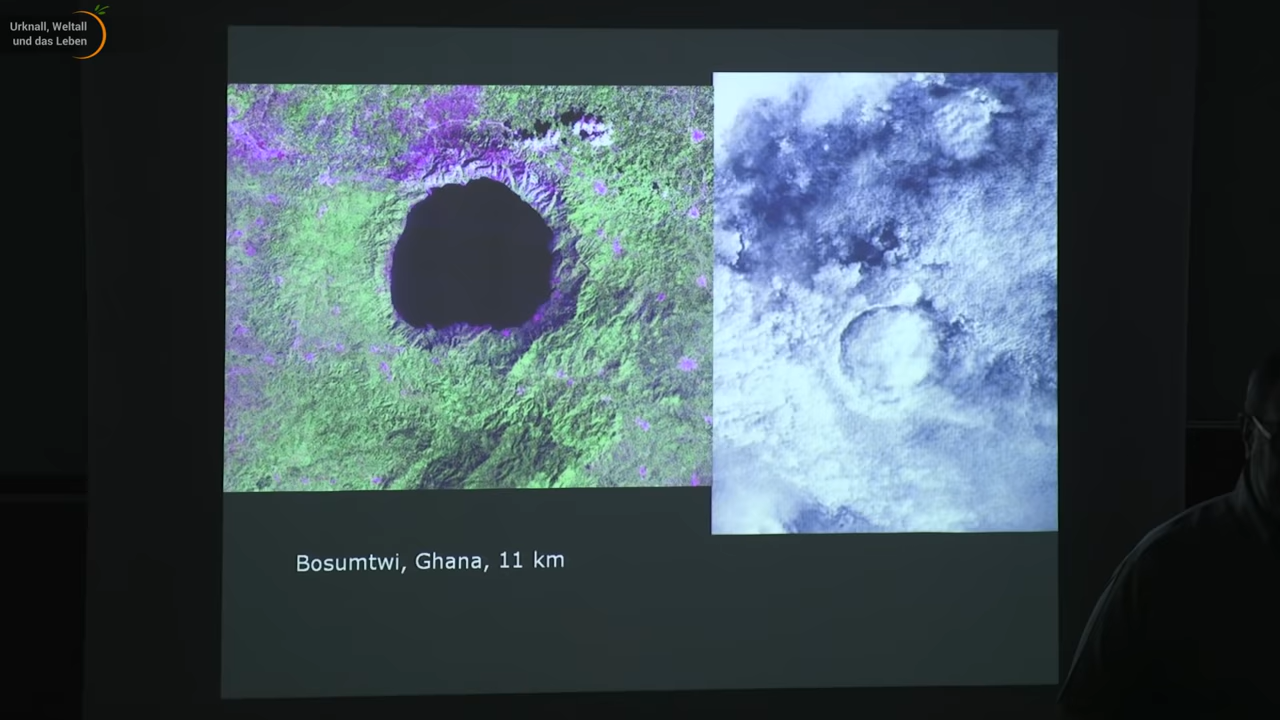 Urknall, Weltall
und das Leben
Bosumtwi, Ghana, 11 km